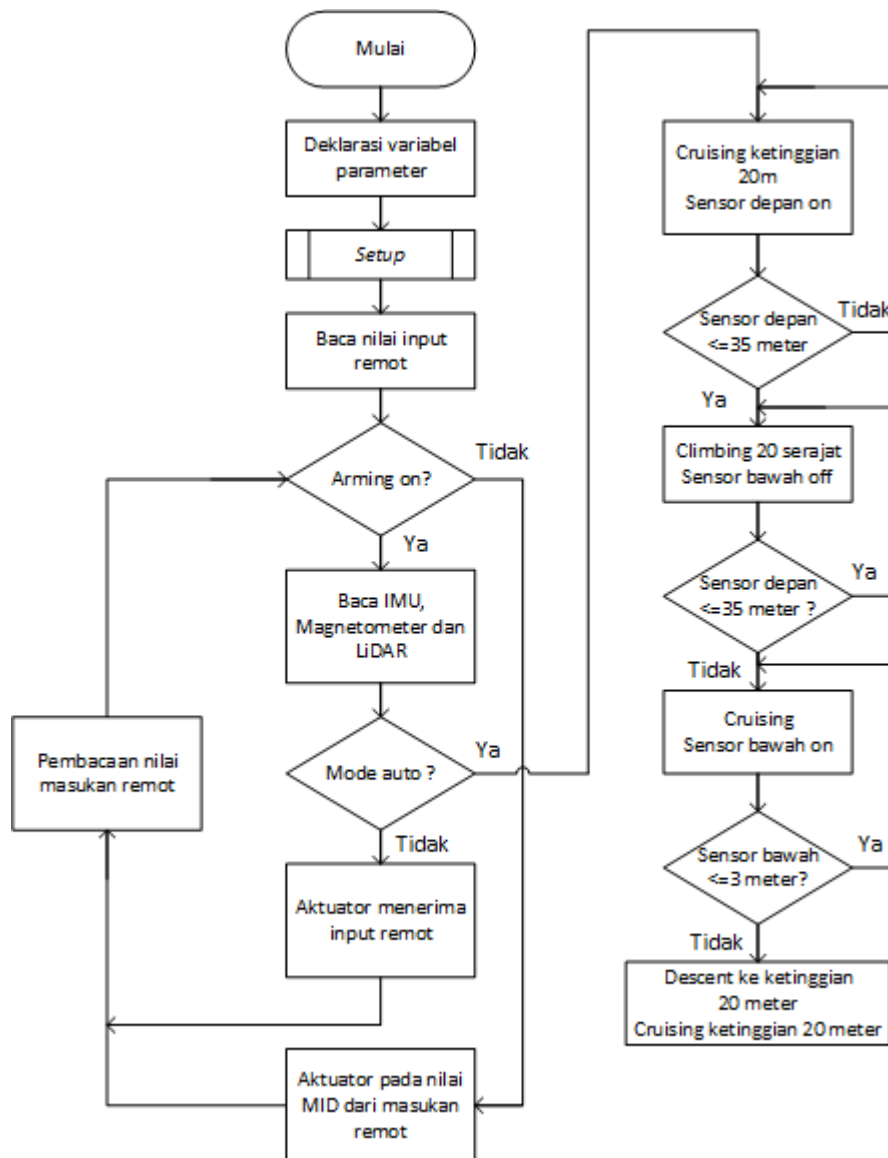 Mulai
Deklarasi variabel
parameter
Setup
Baca nilai input
remot
Arming on?
Tidak
Ya
Baca IMU,
Magnetometer dan
LiDAR
Mode auto ?
Ya
Tidak
Pembacaan nilai
masukan remot
Aktuator menerima
input remot
Aktuator pada nilai
MID dari masukan
remot
Cruising ketinggian
20m
Sensor depan on
Sensor depan
<=35 meter
Tidak
Ya
Climbing 20 serajat
Sensor bawah off
Sensor depan
<=35 meter ?
Ya
Tidak
Cruising
Sensor bawah on
Sensor bawah
<=3 meter?
Ya
Tidak
Descent ke ketinggian
20 meter
Cruising ketinggian 20 meter